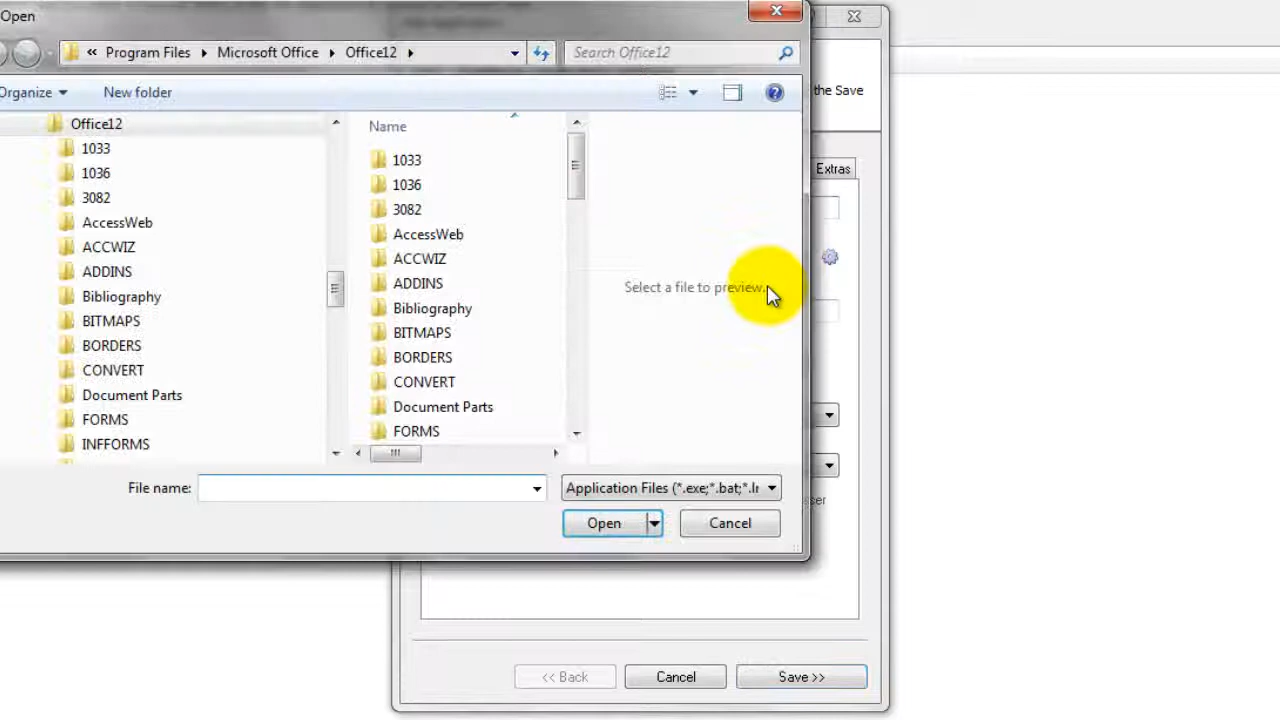 Open
« Program Files ▸ Microsoft Office ▸ Office12 ▸
Search Office12
Organize
New folder
the Save
Extras
Office12
1033
1036
3082
AccessWeb
ACCWIZ
ADDINS
Bibliography
BITMAPS
BORDERS
CONVERT
Document Parts
FORMS
INFFORMS
Name
1033
1036
3082
AccessWeb
ACCWIZ
ADDINS
Bibliography
BITMAPS
BORDERS
CONVERT
Document Parts
FORMS
Select a file to preview.
File name:
Application Files (*.exe;*.bat;*.lr
Open
Cancel
<< Back
Cancel
Save >>